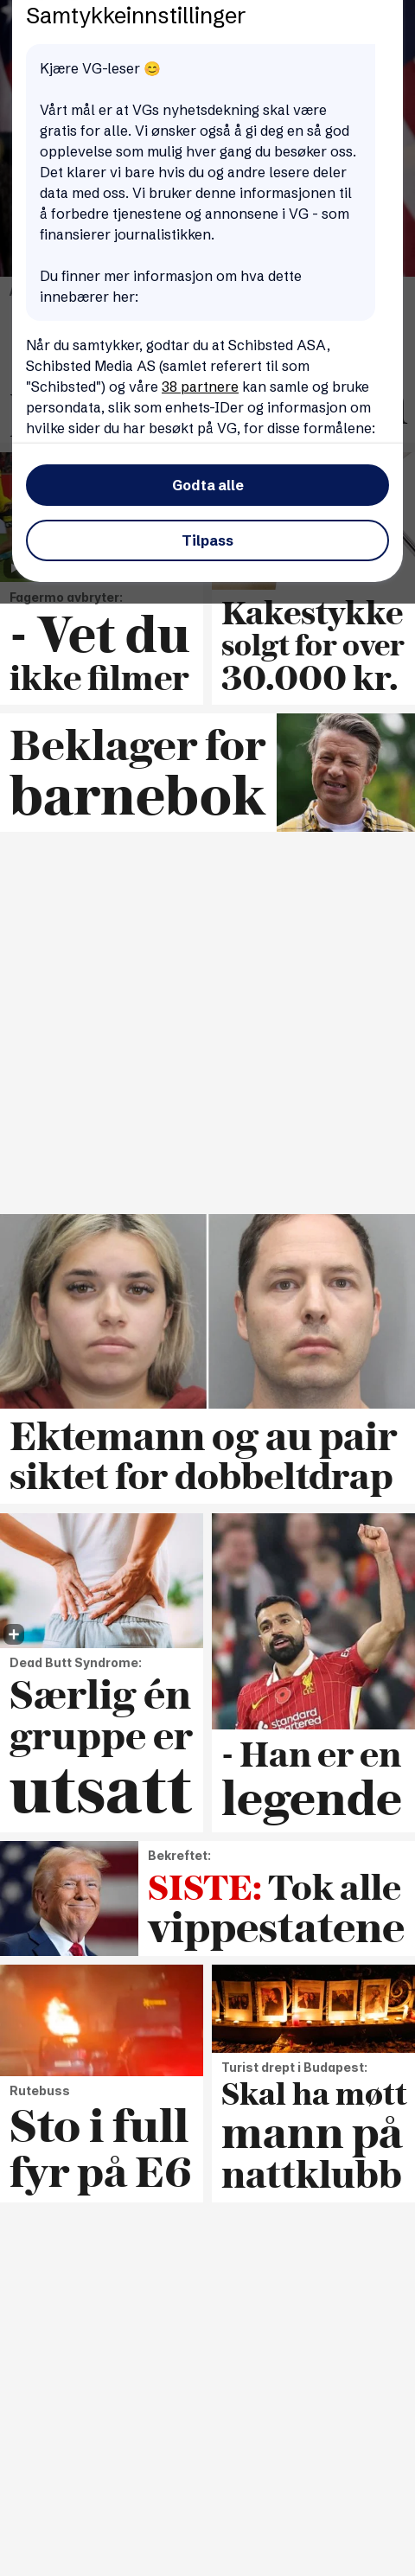 Samtykkeinnstillinger
Kjære VG-leser 😊
Vårt mål er at VGs nyhetsdekning skal være
gratis for alle. Vi ønsker også å gi deg en så god
opplevelse som mulig hver gang du besøker oss.
Det klarer vi bare hvis du og andre lesere deler
data med oss. Vi bruker denne informasjonen til
å forbedre tjenestene og annonsene i VG - som
finansierer journalistikken.
Du finner mer informasjon om hva dette
innebærer her:
Når du samtykker, godtar du at Schibsted ASA,
Schibsted Media AS (samlet referert til som
"Schibsted") og våre 38 partnere kan samle og bruke
persondata, slik som enhets-IDer og informasjon om
hvilke sider du har besøkt på VG, for disse formålene:
Godta alle
Tilpass
Fagermo avbryter:
- Vet du
ikke filmer
Kakestykke
solgt for over
30.000 kr.
Beklager for
barnebok
Ektemann og au pair
siktet for dobbeltdrap
Dead Butt Syndrome:
Særlig én
gruppe er
utsatt
standard
chartered
- Han er en
legende
Bekreftet:
SISTE: Tok alle
vippestatene
Rutebuss
Sto i full
fyr på E6
Turist drept i Budapest:
Skal ha møtt
mann på
nattklubb